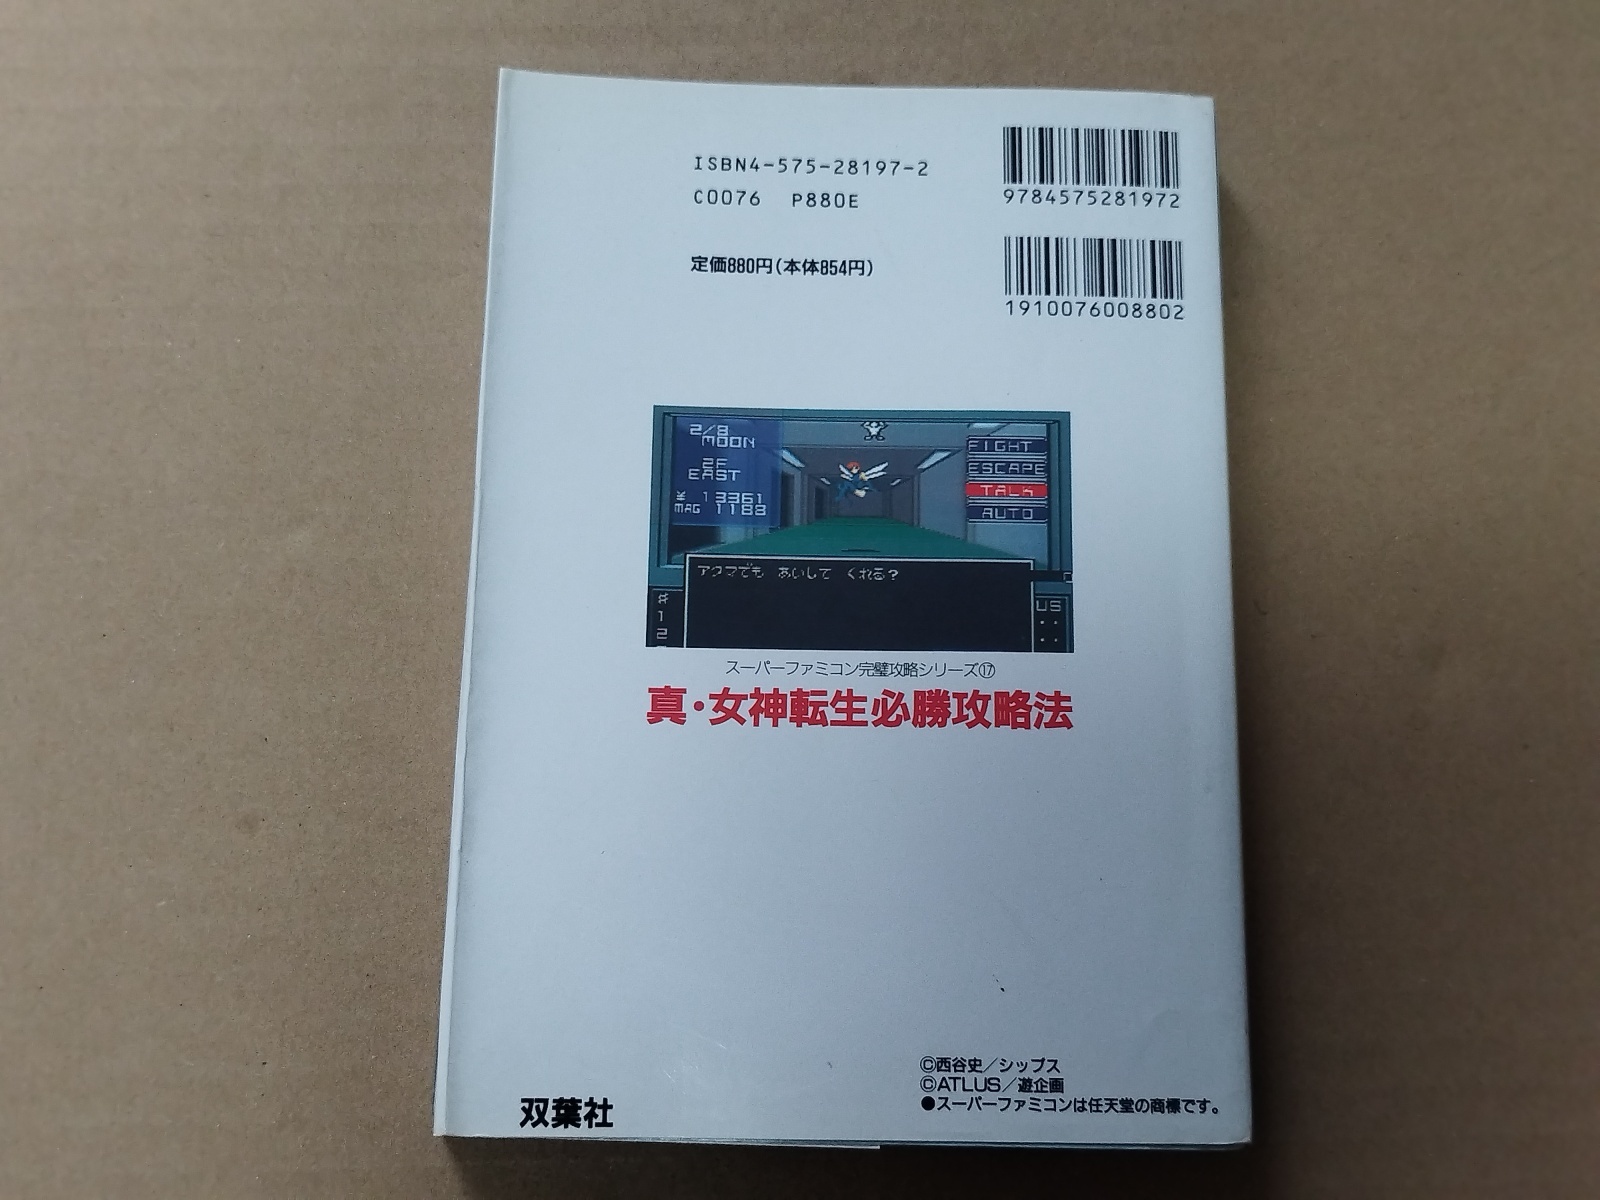 ISBN4-575-28197-2
C0076 P880E
9784575281972
定価880円(本体854円)
1910076008802
2/8
MOON
2F
EAST
¥ 13361
MAG 1188
FIGHT
ESCAPE
TALK
AUTO
アクマでも あいして くれる?
#
1
2
US
スーパーファミコン完璧攻略シリーズ⑰
真・女神転生必勝攻略法
©西谷史/シップス
©ATLUS/遊企画
●スーパーファミコンは任天堂の商標です。
双葉社